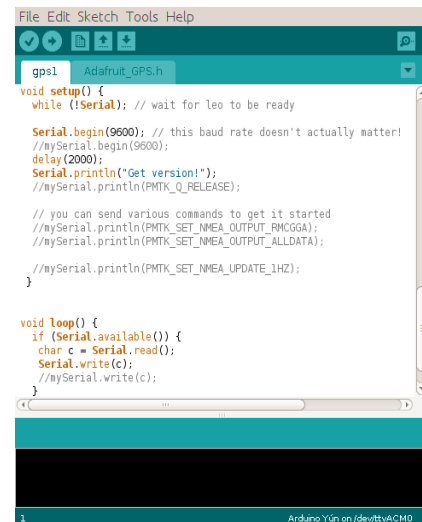 File Edit Sketch Tools Help
gps1 Adafruit_GPS.h
void setup() {
while (!Serial); // wait for leo to be ready
Serial.begin(9600); // this baud rate doesn't actually matter!
//mySerial.begin(9600);
delay(2000);
Serial.println("Get version!");
//mySerial.println(PMTK_Q_RELEASE);
// you can send various commands to get it started
//mySerial.println(PMTK_SET_NMEA_OUTPUT_RMCGGA);
//mySerial.println(PMTK_SET_NMEA_OUTPUT_ALLDATA);
//mySerial.println(PMTK_SET_NMEA_UPDATE_1HZ);
}
void loop() {
if (Serial.available()) {
char c = Serial.read();
Serial.write(c);
//mySerial.write(c);
}
1 Arduino Yún on /dev/ttyACM0